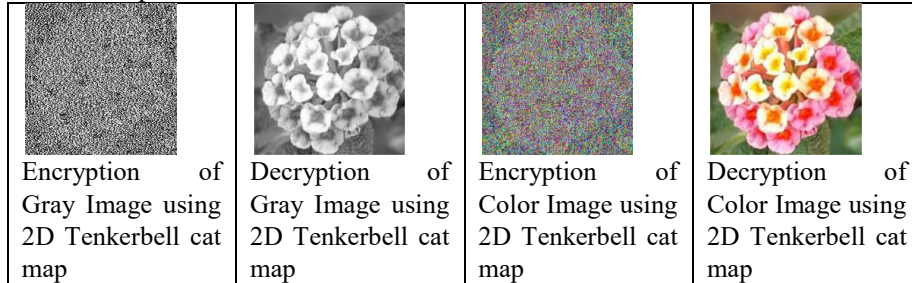 Encryption of
Gray Image using
2D Tenkerbell cat
map
Decryption of
Gray Image using
2D Tenkerbell cat
map
Encryption of
Color Image using
2D Tenkerbell cat
map
Decryption of
Color Image using
2D Tenkerbell cat
map